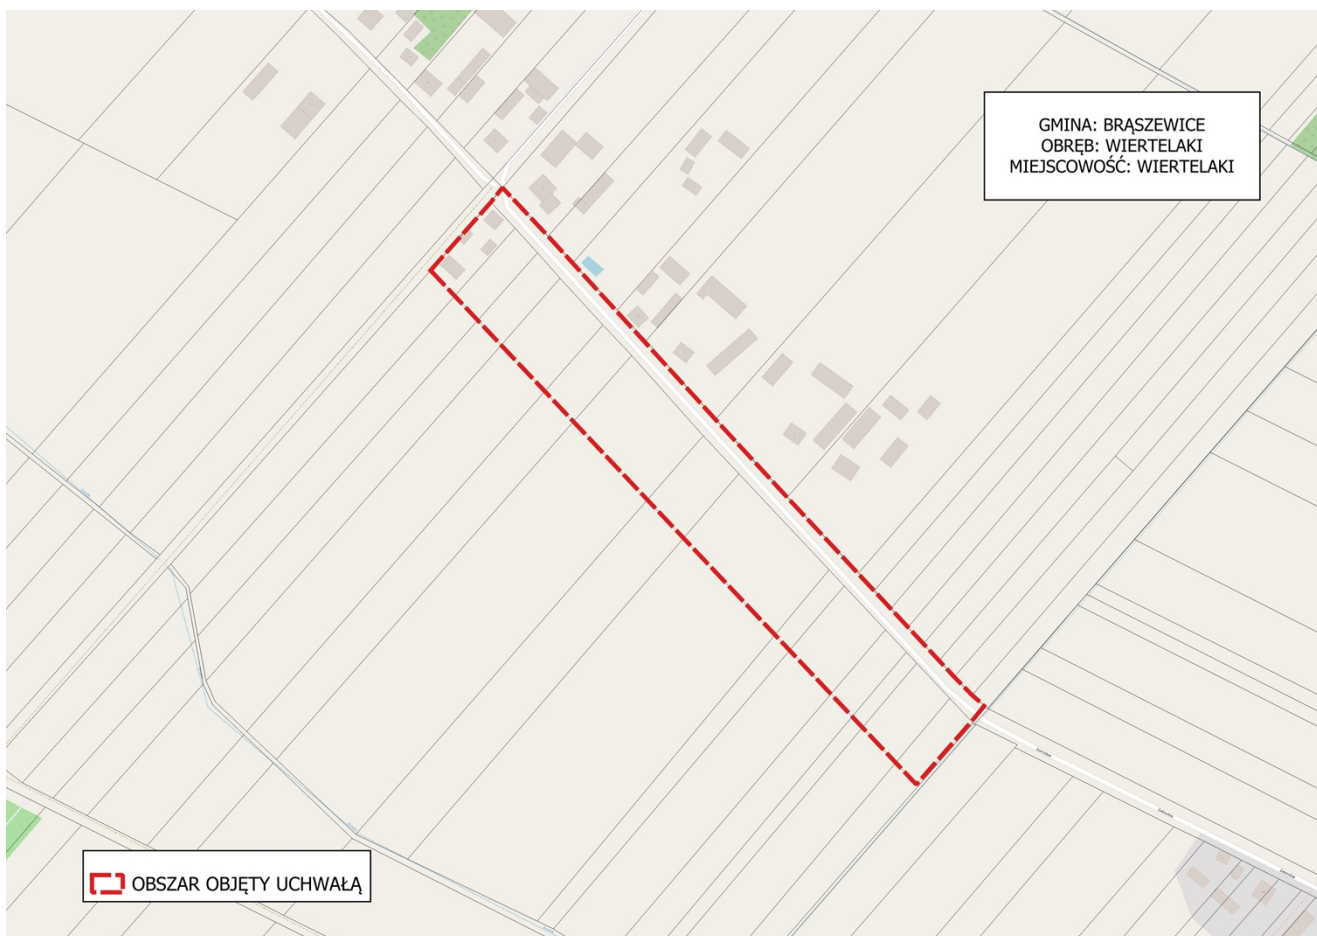 GMINA: BRĄSZEWICE
OBRĘB: WIERTELAKI
MIEJSCOWOŚĆ: WIERTELAKI
OBSZAR OBJĘTY UCHWAŁĄ